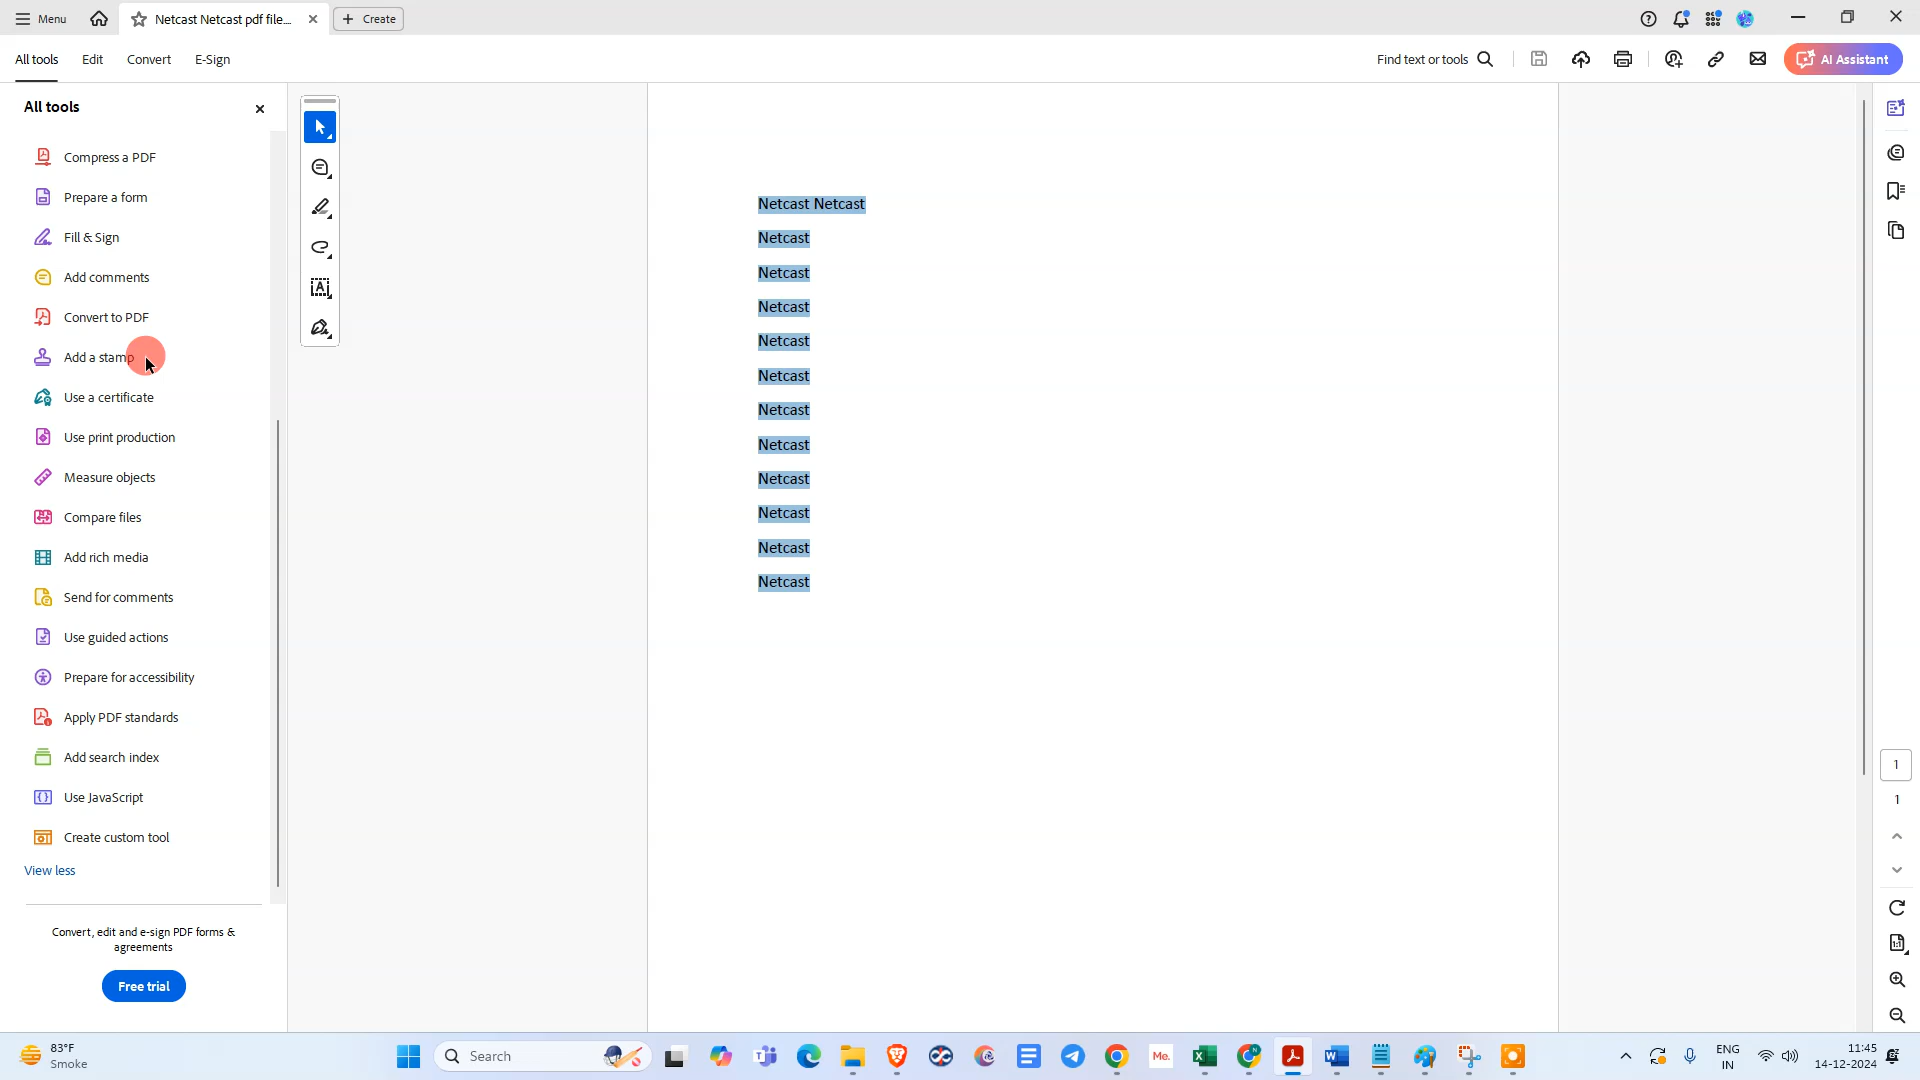 Menu
Netcast Netcast pdf file...
Create
All tools
Edit
Convert
E-Sign
Find text or tools
AI Assistant
All tools
Compress a PDF
Prepare a form
Fill & Sign
Add comments
Convert to PDF
Add a stamp
Use a certificate
Use print production
Measure objects
Compare files
Add rich media
Send for comments
Use guided actions
Prepare for accessibility
Apply PDF standards
Add search index
Use JavaScript
Create custom tool
View less
Convert, edit and e-sign PDF forms &
agreements
Free trial
Netcast Netcast
Netcast
Netcast
Netcast
Netcast
Netcast
Netcast
Netcast
Netcast
Netcast
Netcast
Netcast
1
1
83°F
Smoke
Search
Me.
ENG
IN
11:45
14-12-2024